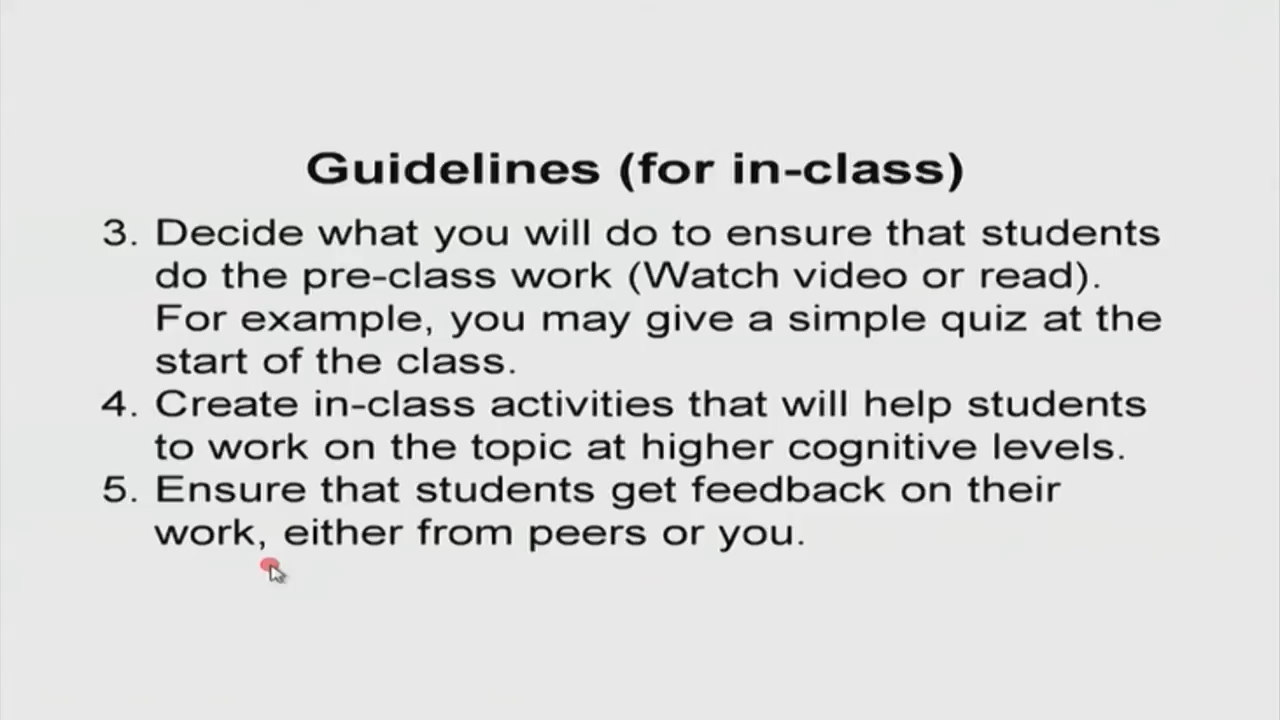 Guidelines (for in-class)
3. Decide what you will do to ensure that students
do the pre-class work (Watch video or read).
For example, you may give a simple quiz at the
start of the class.
4. Create in-class activities that will help students
to work on the topic at higher cognitive levels.
5. Ensure that students get feedback on their
work, either from peers or you.